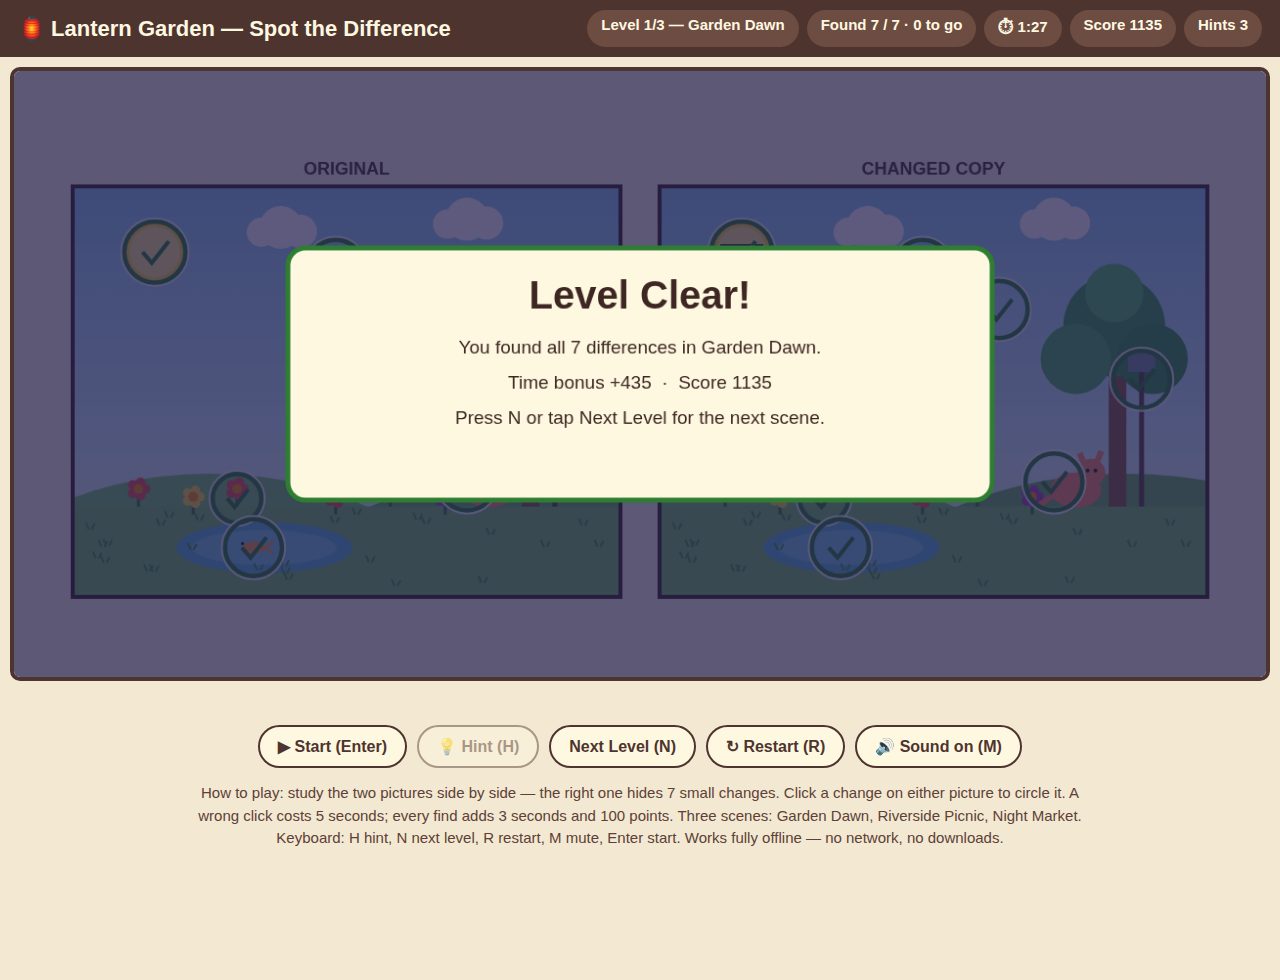 🏮 Lantern Garden — Spot the Difference
Level 1/3 — Garden Dawn
Found 7 / 7 · 0 to go
⏱ 1:27
Score 1135
Hints 3
ORIGINAL
CHANGED COPY
Level Clear!
You found all 7 differences in Garden Dawn.
Time bonus +435 · Score 1135
Press N or tap Next Level for the next scene.
▶ Start (Enter)
💡 Hint (H)
Next Level (N)
↻ Restart (R)
🔊 Sound on (M)
How to play: study the two pictures side by side — the right one hides 7 small changes. Click a change on either picture to circle it. A
wrong click costs 5 seconds; every find adds 3 seconds and 100 points. Three scenes: Garden Dawn, Riverside Picnic, Night Market.
Keyboard: H hint, N next level, R restart, M mute, Enter start. Works fully offline — no network, no downloads.